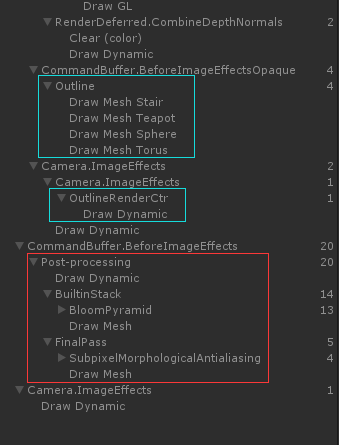 Draw GL
RenderDeferred.CombineDepthNormals 2
Clear (color)
Draw Dynamic
CommandBuffer.BeforeImageEffectsOpaque 4
Outline 4
Draw Mesh Stair
Draw Mesh Teapot
Draw Mesh Sphere
Draw Mesh Torus
Camera.ImageEffects 2
Camera.ImageEffects 1
OutlineRenderCtr 1
Draw Dynamic
Draw Dynamic
CommandBuffer.BeforeImageEffects 20
Post-processing 20
Draw Dynamic
BuiltinStack 14
BloomPyramid 13
Draw Mesh
FinalPass 5
SubpixelMorphologicalAntialiasing 4
Draw Mesh
Camera.ImageEffects 1
Draw Dynamic